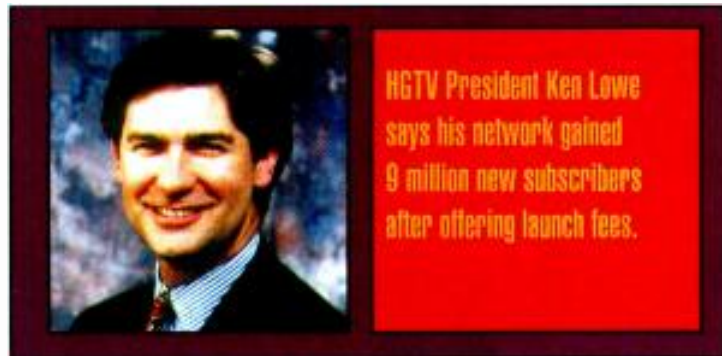 HGTV President Ken Lowe
says his network gained
9 million new subscribers
after offering launch fees.